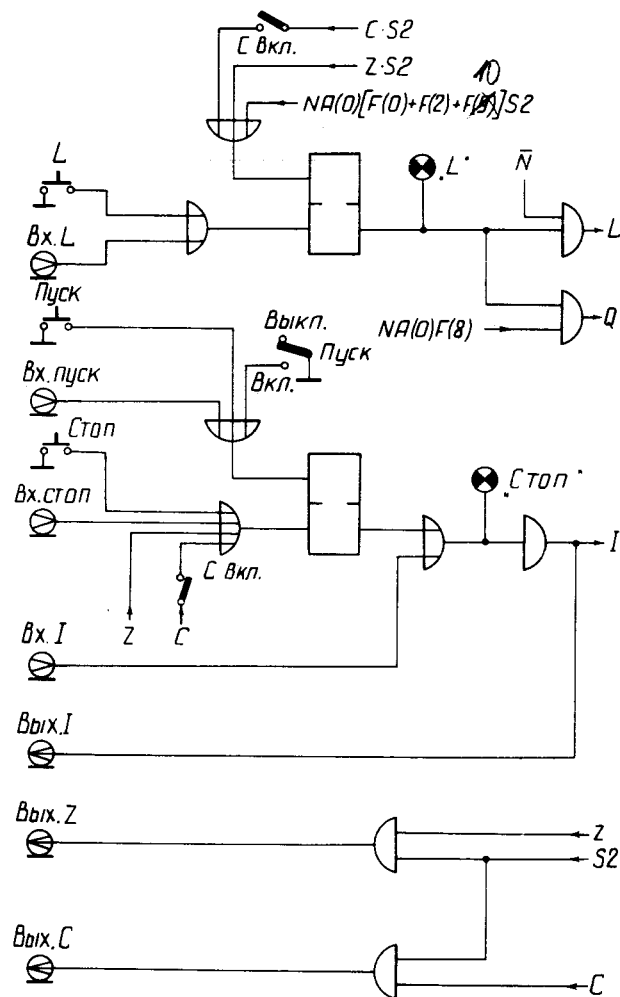 C·S2
C Вкл.
Z·S2
10
NA(0)[F(0)+F(2)+F(9)]S2
L
„L"
N̄
Вх. L
L
Пуск
Q
NA(0)F(8)
Выкл.
Пуск
Вкл.
Вх. пуск
Стоп
„Стоп"
Вх. стоп
I
C Вкл.
Z
C
Вх. I
Вых. I
Вых. Z
Z
S2
Вых. C
C